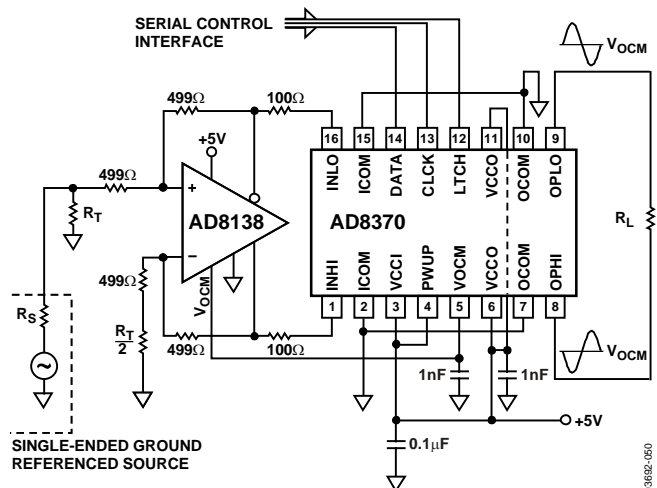 SERIAL CONTROL
INTERFACE
VOCM
499Ω
100Ω
+5V
16
15
14
13
12
11
10
9
INLO
ICOM
DATA
CLCK
LTCH
VCCO
OCOM
OPLO
499Ω
+
RT
AD8138
AD8370
RL
−
499Ω
VOCM
INHI
ICOM
VCCI
PWUP
VOCM
VCCO
OCOM
OPHI
1
2
3
4
5
6
7
8
RS
RT
2
499Ω
100Ω
VOCM
1nF
1nF
+5V
0.1μF
SINGLE-ENDED GROUND
REFERENCED SOURCE
03692-050